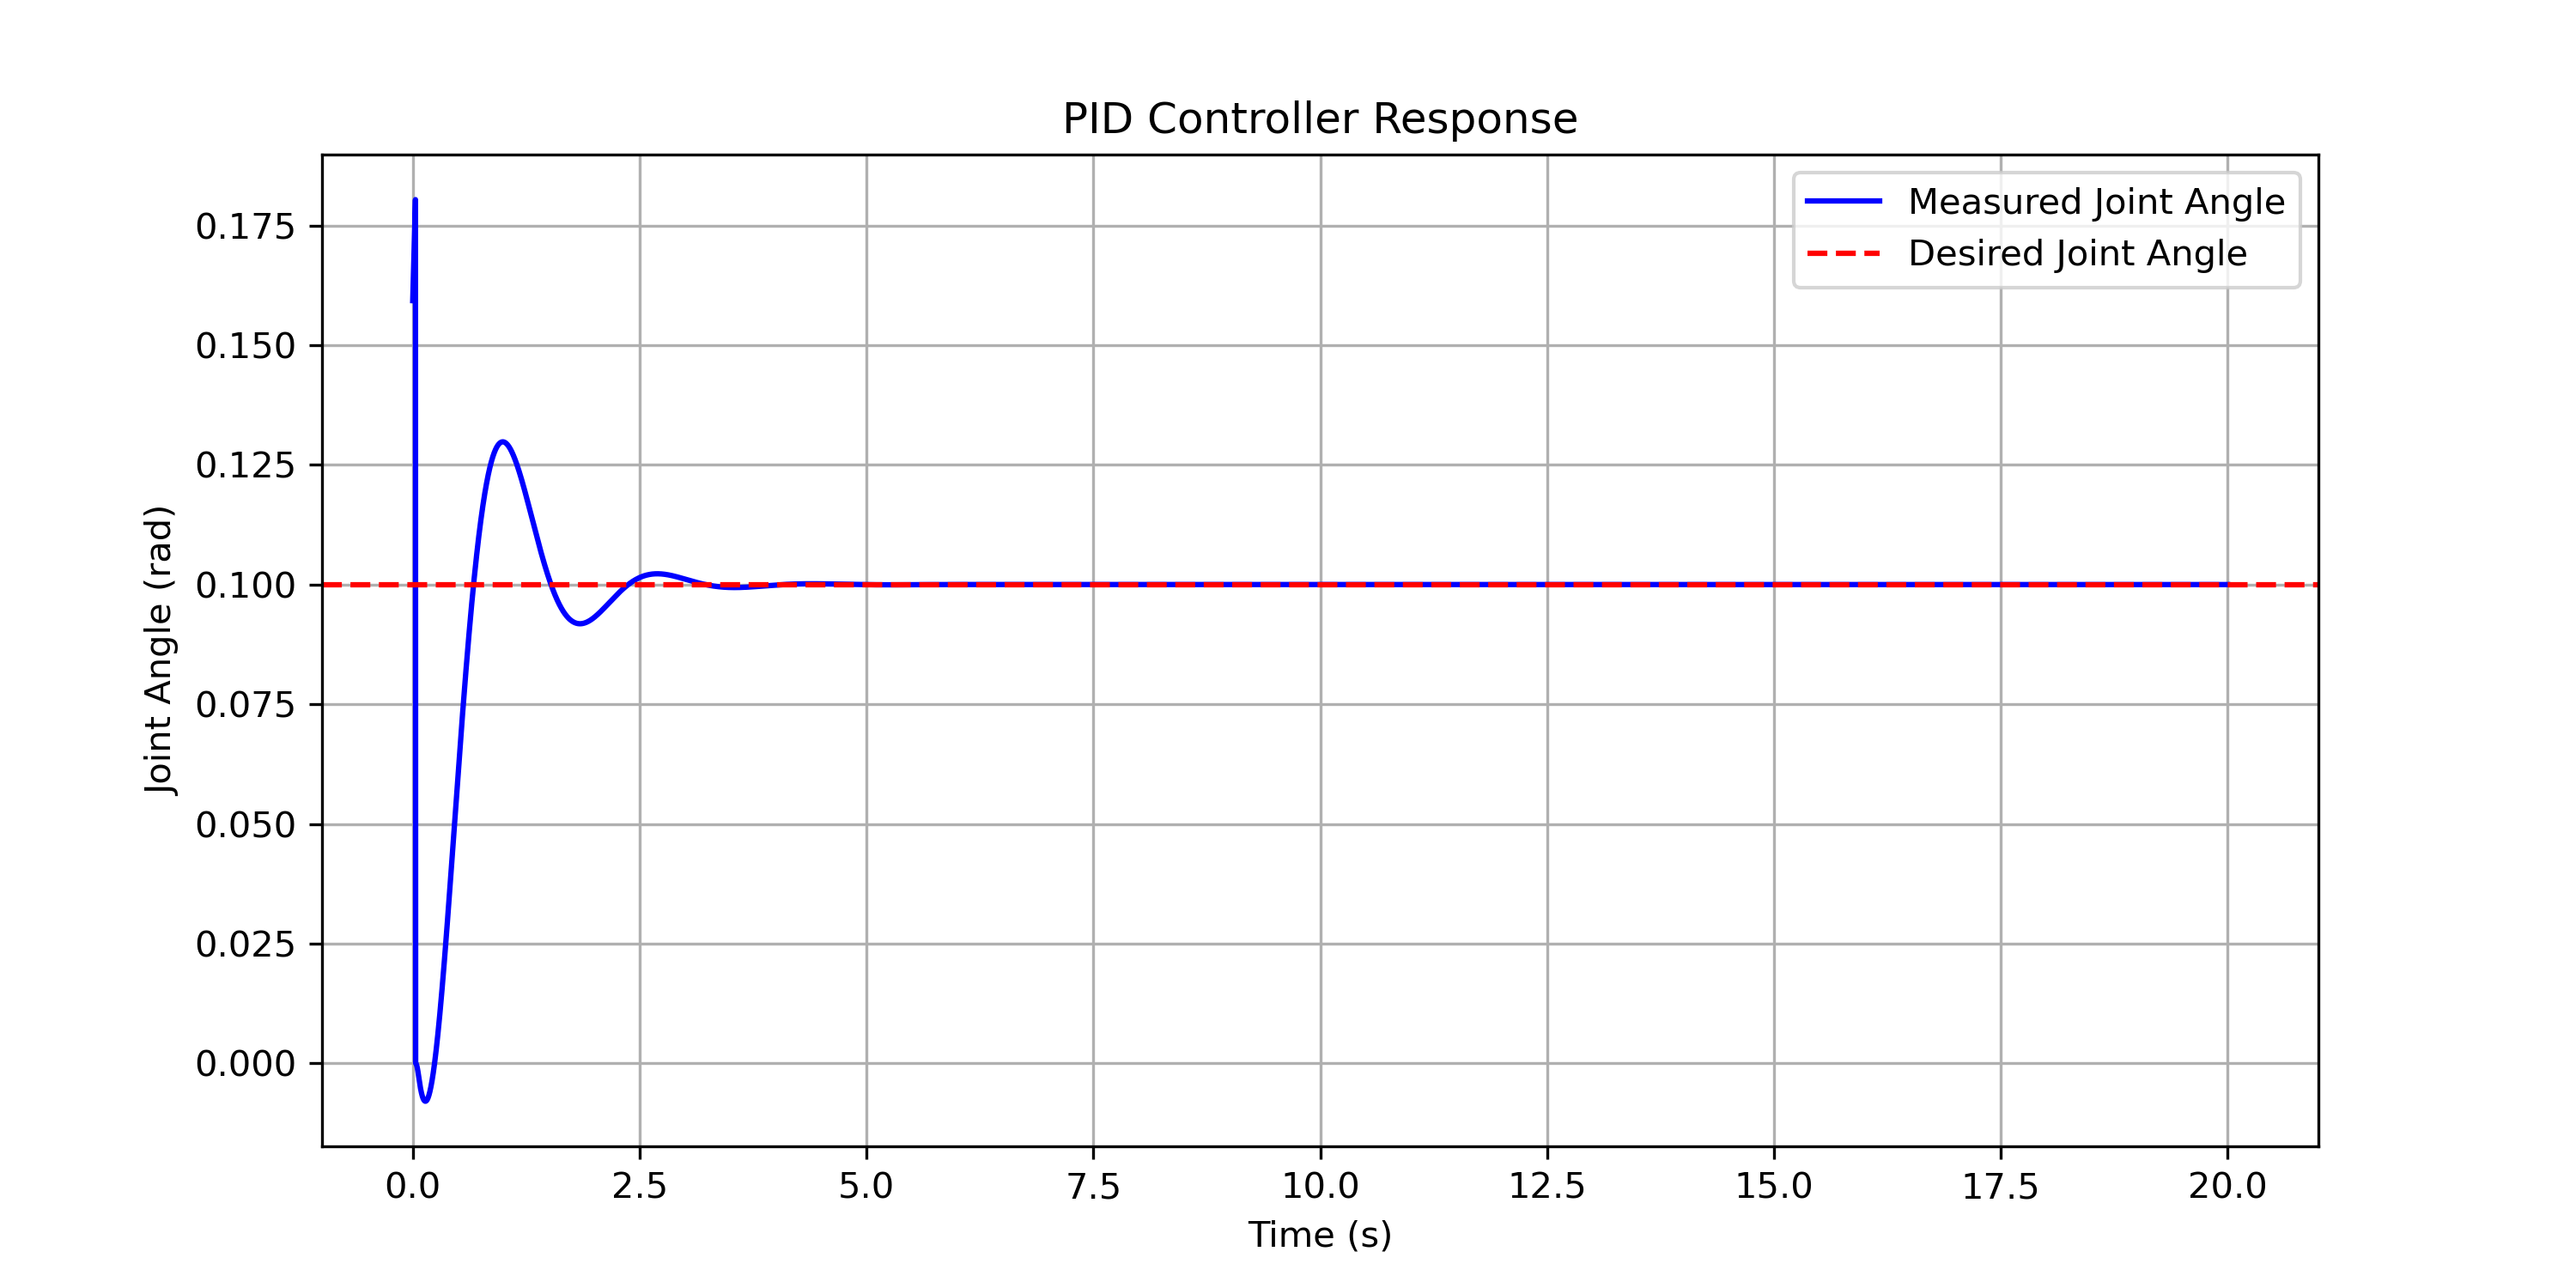 PID Controller Response
Measured Joint Angle
Desired Joint Angle
Joint Angle (rad)
0.175
0.150
0.125
0.100
0.075
0.050
0.025
0.000
0.0 2.5 5.0 7.5 10.0 12.5 15.0 17.5 20.0
Time (s)